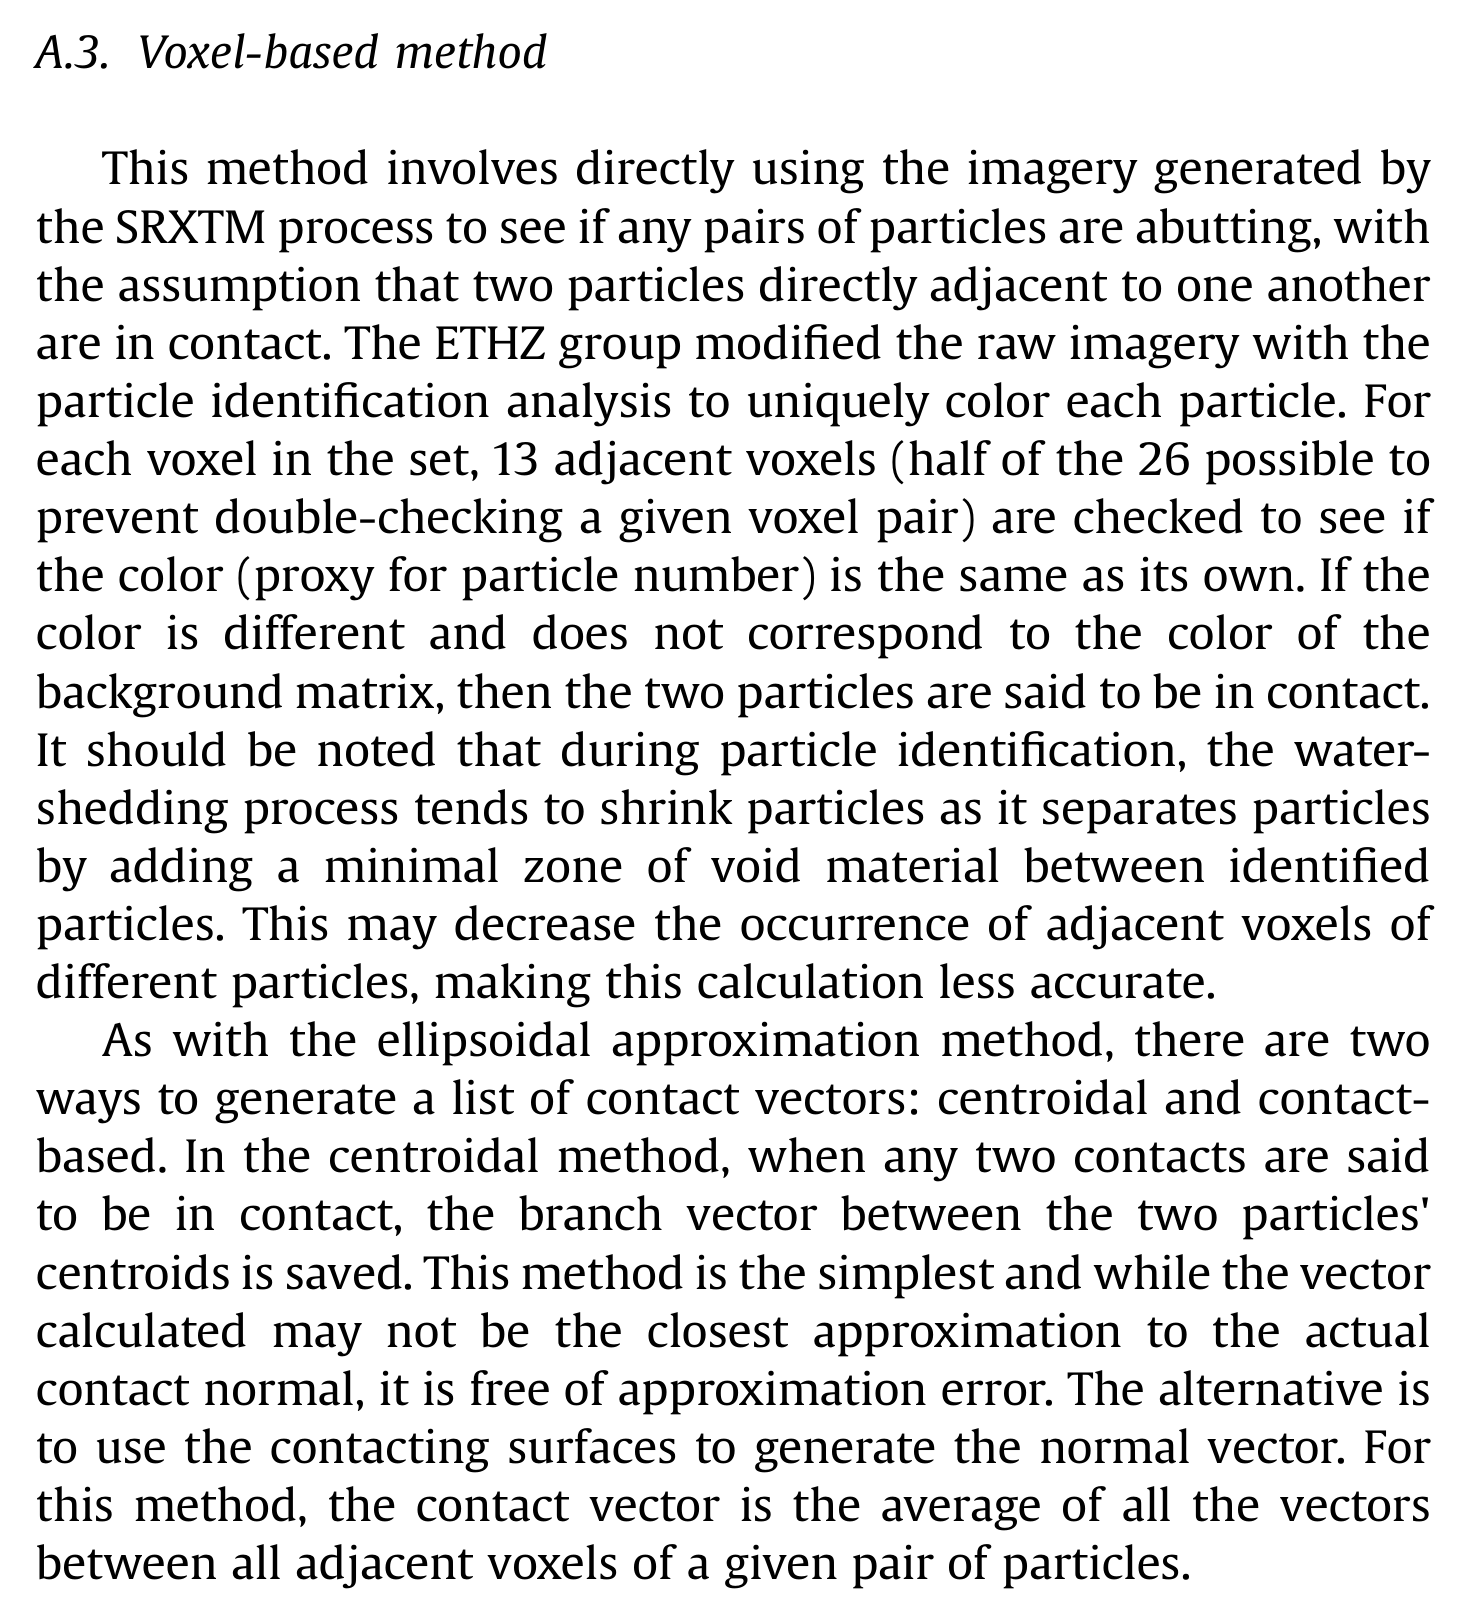 A.3. Voxel-based method
This method involves directly using the imagery generated by
the SRXTM process to see if any pairs of particles are abutting, with
the assumption that two particles directly adjacent to one another
are in contact. The ETHZ group modified the raw imagery with the
particle identification analysis to uniquely color each particle. For
each voxel in the set, 13 adjacent voxels (half of the 26 possible to
prevent double-checking a given voxel pair) are checked to see if
the color (proxy for particle number) is the same as its own. If the
color is different and does not correspond to the color of the
background matrix, then the two particles are said to be in contact.
It should be noted that during particle identification, the water-
shedding process tends to shrink particles as it separates particles
by adding a minimal zone of void material between identified
particles. This may decrease the occurrence of adjacent voxels of
different particles, making this calculation less accurate.
As with the ellipsoidal approximation method, there are two
ways to generate a list of contact vectors: centroidal and contact-
based. In the centroidal method, when any two contacts are said
to be in contact, the branch vector between the two particles'
centroids is saved. This method is the simplest and while the vector
calculated may not be the closest approximation to the actual
contact normal, it is free of approximation error. The alternative is
to use the contacting surfaces to generate the normal vector. For
this method, the contact vector is the average of all the vectors
between all adjacent voxels of a given pair of particles.